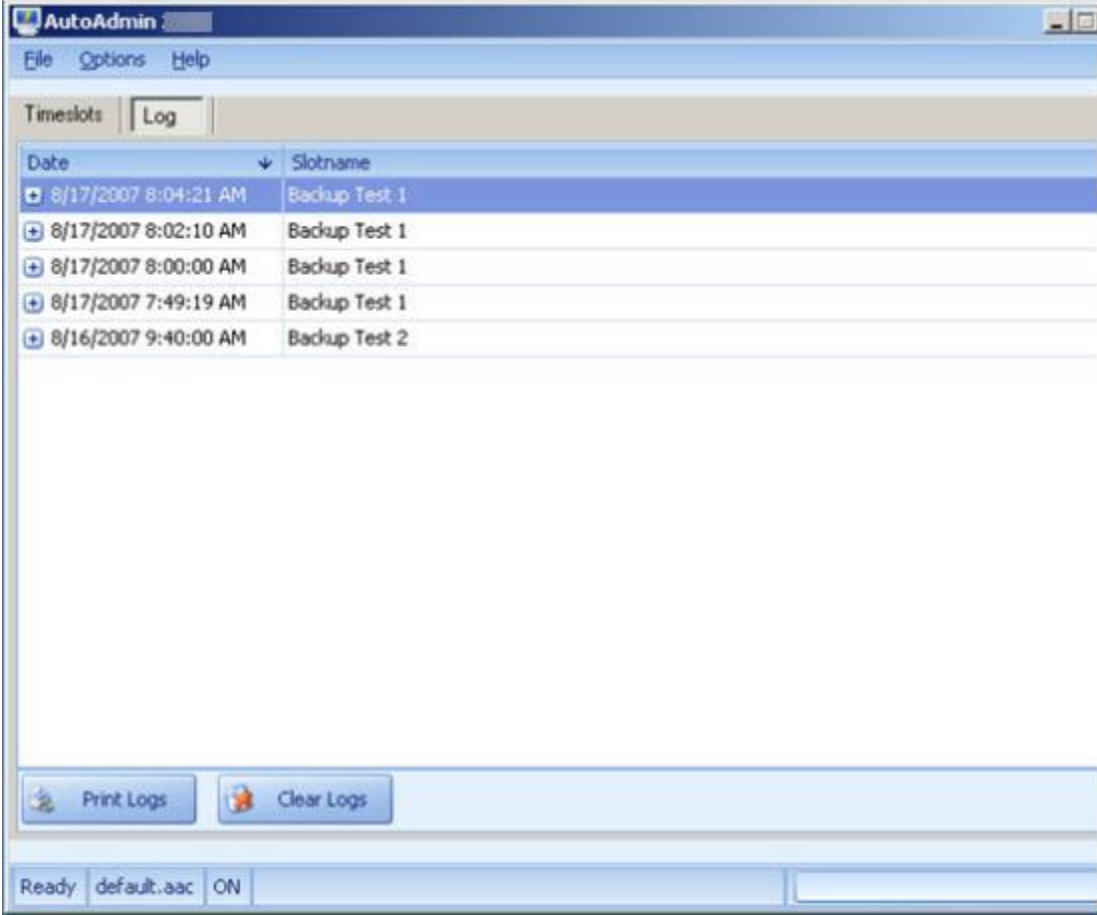 AutoAdmin
File Options Help
Timeslots Log
Date Slotname
8/17/2007 8:04:21 AM Backup Test 1
8/17/2007 8:02:10 AM Backup Test 1
8/17/2007 8:00:00 AM Backup Test 1
8/17/2007 7:49:19 AM Backup Test 1
8/16/2007 9:40:00 AM Backup Test 2
Print Logs Clear Logs
Ready default.aac ON